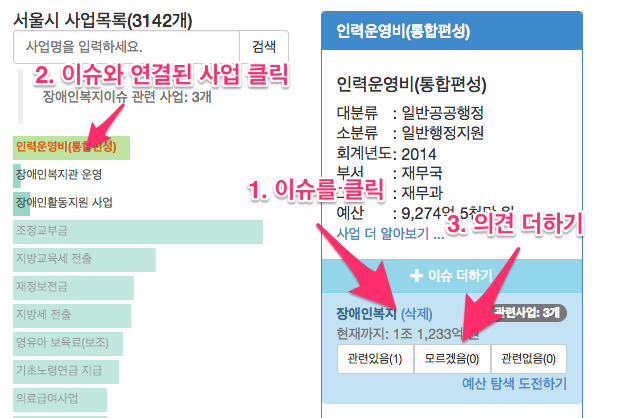 서울시 사업목록(3142개)
사업명을 입력하세요. 검색
2. 이슈와 연결된 사업 클릭
장애인복지이슈 관련 사업: 3개
인력운영비(통합편성)
장애인복지관 운영
장애인활동지원 사업
조정교부금
지방교육세 전출
재정보전금
지방세 전출
영유아 보육료(보조)
기초노령연금 지급
의료급여사업
인력운영비(통합편성)
인력운영비(통합편성)
대분류 : 일반공공행정
소분류 : 일반행정지원
회계년도: 2014
부서 : 재무국
1. 이슈를 클릭
: 재무과
예산 : 9,274억 5천만 원
3. 의견 더하기
사업 더 알아보기 ...
+ 이슈 더하기
장애인복지 (삭제) 관련사업: 3개
현재까지: 1조 1,233억 원
관련있음(1) 모르겠음(0) 관련없음(0)
예산 탐색 도전하기